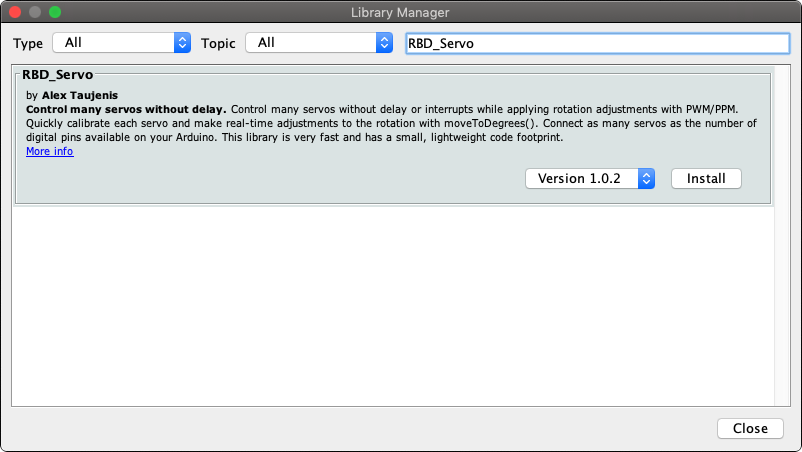 Library Manager
Type All Topic All RBD_Servo
RBD_Servo
by Alex Taujenis
Control many servos without delay. Control many servos without delay or interrupts while applying rotation adjustments with PWM/PPM.
Quickly calibrate each servo and make real-time adjustments to the rotation with moveToDegrees(). Connect as many servos as the number of
digital pins available on your Arduino. This library is very fast and has a small, lightweight code footprint.
More info
Version 1.0.2 Install
Close